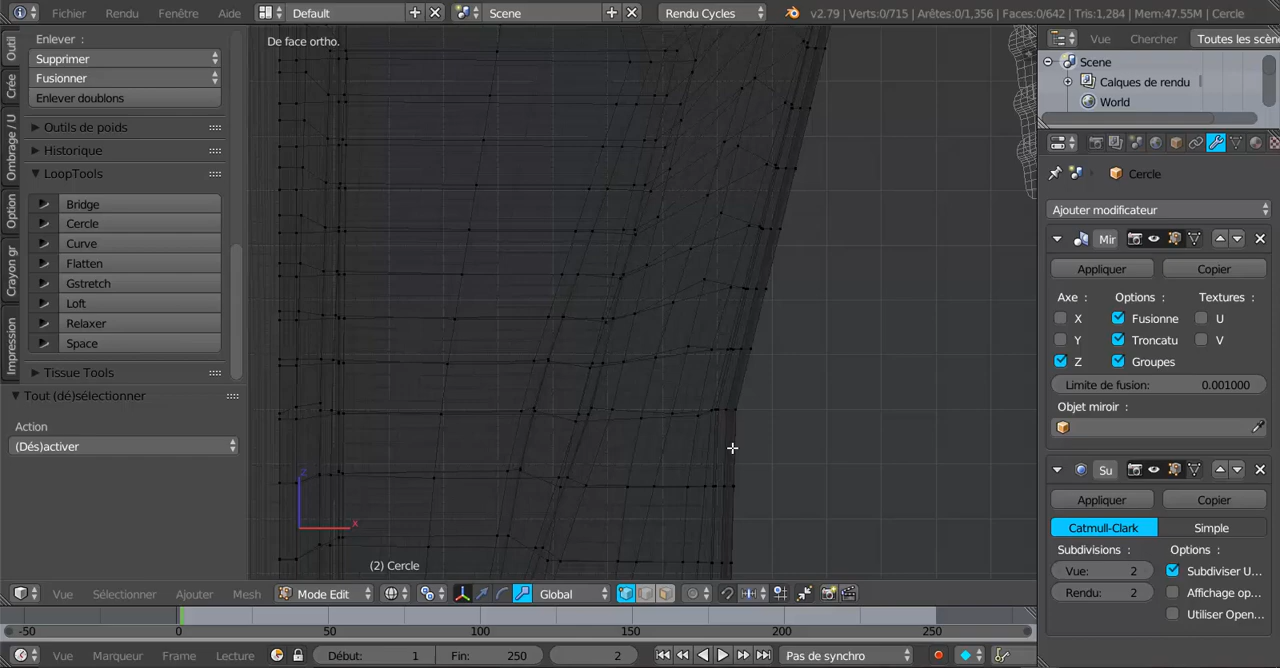 Fichier Rendu Fenêtre Aide Default Scene Rendu Cycles v2.79 | Verts:0/715 | Arêtes:0/1,356 | Faces:0/642 | Tris:1,284 | Mem:47.55M | Cercle
Outil
Crée
Ombrage / U
Option
Crayon gr
Impression
Enlever :
Supprimer
Fusionner
Enlever doublons
Outils de poids
Historique
LoopTools
Bridge
Cercle
Curve
Flatten
Gstretch
Loft
Relaxer
Space
Tissue Tools
Tout (dé)sélectionner
Action
(Dés)activer
De face ortho.
z
x
(2) Cercle
Vue Sélectionner Ajouter Mesh Mode Edit Global
-50 0 50 100 150 200 250
Vue Marqueur Frame Lecture Début: 1 Fin: 250 2 Pas de synchro
Vue Chercher Toutes les scèn
Scene
Calques de rendu
World
Cercle
Ajouter modificateur
Mir
Appliquer Copier
Axe : Options : Textures :
X Fusionne U
Y Troncatu V
Z Groupes
Limite de fusion: 0.001000
Objet miroir :
Su
Appliquer Copier
Catmull-Clark Simple
Subdivisions : Options :
Vue: 2 Subdiviser U...
Rendu: 2 Affichage op...
Utiliser Open...